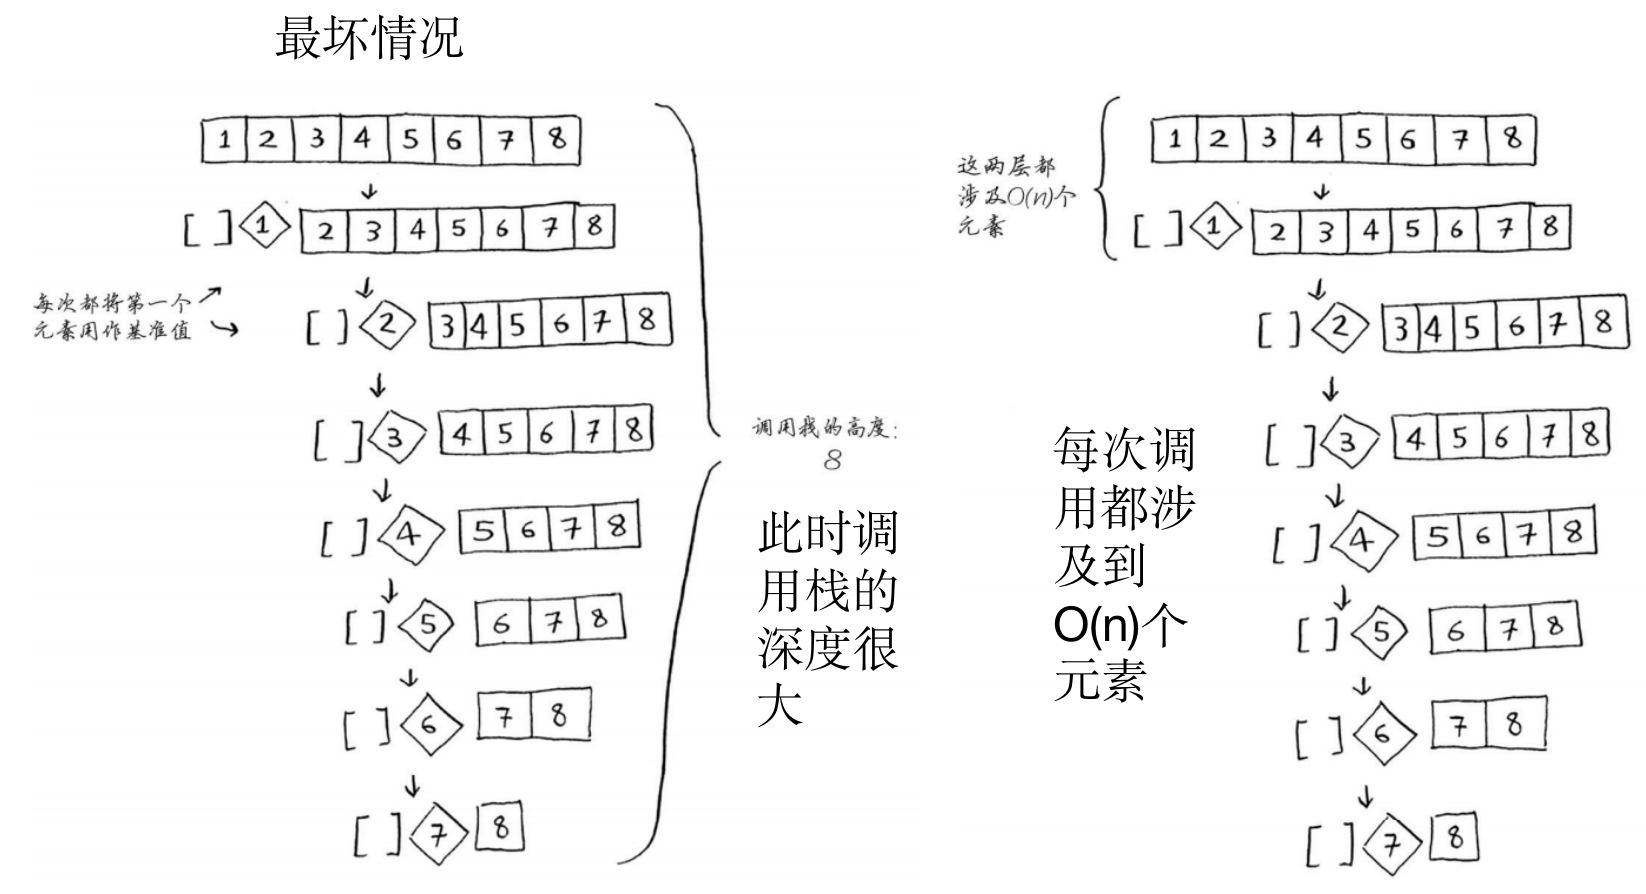 最坏情况
1 2 3 4 5 6 7 8
[ ] 1 2 3 4 5 6 7 8
每次都将第一个
元素用作基准值
[ ] 2 3 4 5 6 7 8
[ ] 3 4 5 6 7 8
[ ] 4 5 6 7 8
[ ] 5 6 7 8
[ ] 6 7 8
[ ] 7 8
调用栈的高度:
8
此时调
用栈的
深度很
大
这两层都
涉及O(n)个
元素
1 2 3 4 5 6 7 8
[ ] 1 2 3 4 5 6 7 8
[ ] 2 3 4 5 6 7 8
[ ] 3 4 5 6 7 8
[ ] 4 5 6 7 8
[ ] 5 6 7 8
[ ] 6 7 8
[ ] 7 8
每次调
用都涉
及到
O(n)个
元素